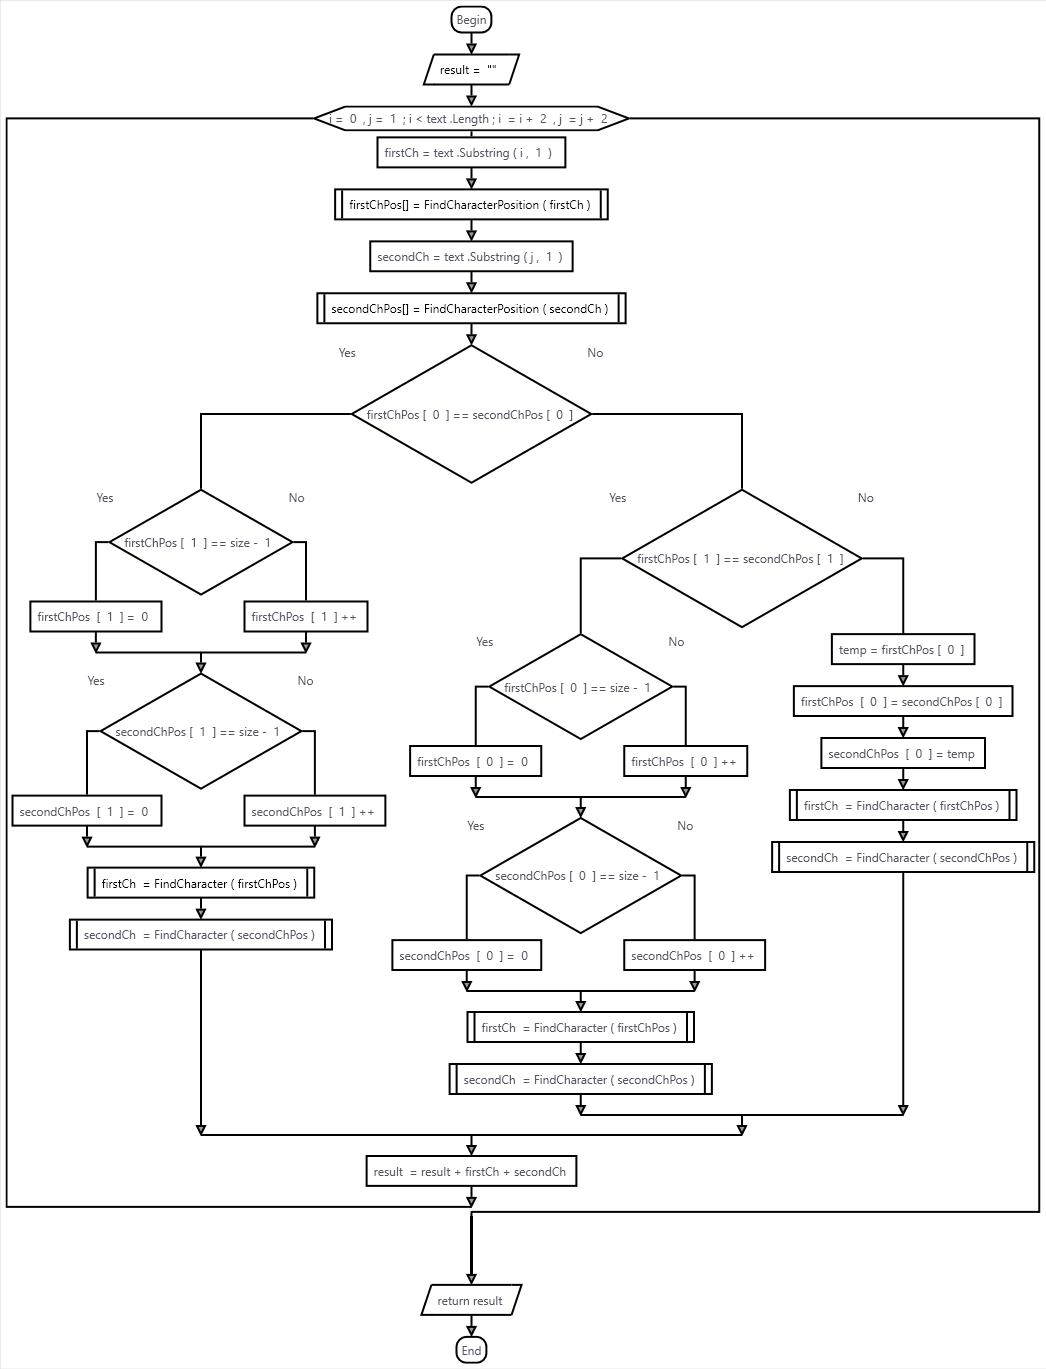 Begin
result = ""
i = 0 , j = 1 ; i < text .Length ; i = i + 2 , j = j + 2
firstCh = text .Substring ( i , 1 )
firstChPos[] = FindCharacterPosition ( firstCh )
secondCh = text .Substring ( j , 1 )
secondChPos[] = FindCharacterPosition ( secondCh )
Yes
No
firstChPos [ 0 ] == secondChPos [ 0 ]
Yes
No
firstChPos [ 1 ] == size - 1
firstChPos [ 1 ] = 0
firstChPos [ 1 ] ++
Yes
No
secondChPos [ 1 ] == size - 1
secondChPos [ 1 ] = 0
secondChPos [ 1 ] ++
firstCh = FindCharacter ( firstChPos )
secondCh = FindCharacter ( secondChPos )
Yes
No
firstChPos [ 1 ] == secondChPos [ 1 ]
Yes
No
firstChPos [ 0 ] == size - 1
firstChPos [ 0 ] = 0
firstChPos [ 0 ] ++
Yes
No
secondChPos [ 0 ] == size - 1
secondChPos [ 0 ] = 0
secondChPos [ 0 ] ++
firstCh = FindCharacter ( firstChPos )
secondCh = FindCharacter ( secondChPos )
temp = firstChPos [ 0 ]
firstChPos [ 0 ] = secondChPos [ 0 ]
secondChPos [ 0 ] = temp
firstCh = FindCharacter ( firstChPos )
secondCh = FindCharacter ( secondChPos )
result = result + firstCh + secondCh
return result
End